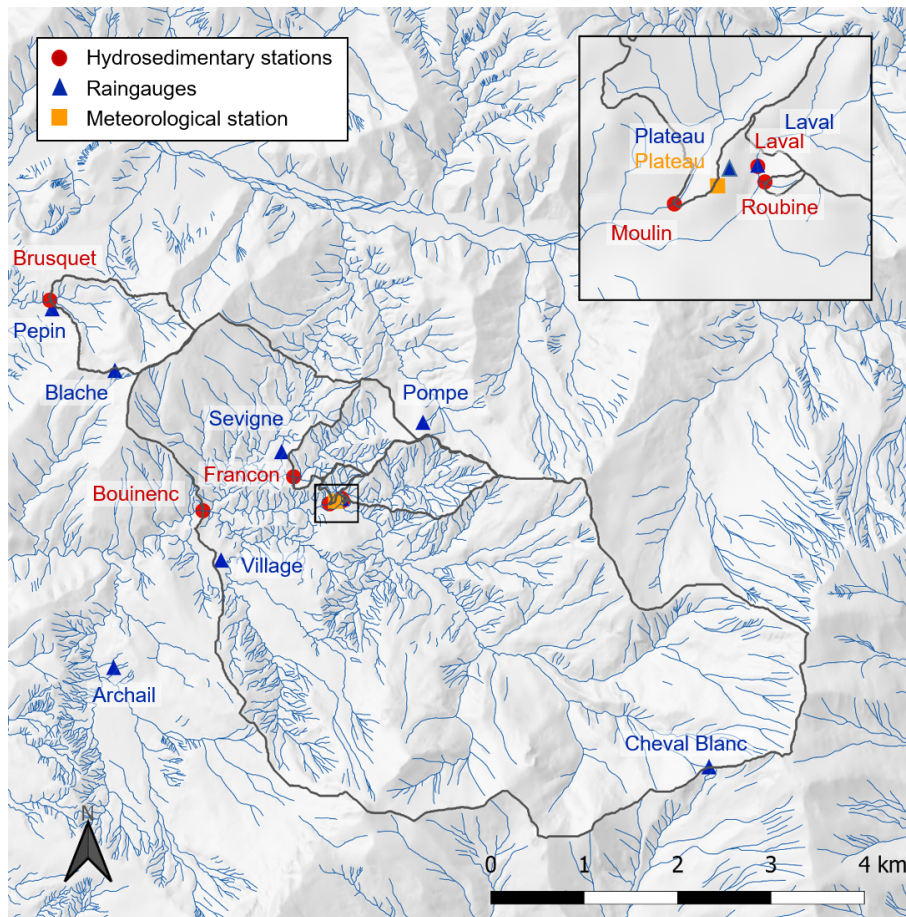 Hydrosedimentary stations
Raingauges
Meteorological station
Plateau
Laval
Plateau
Laval
Roubine
Moulin
Brusquet
Pepin
Blache
Pompe
Sevigne
Francon
Bouinenc
Village
Archail
Cheval Blanc
N
0 1 2 3 4 km